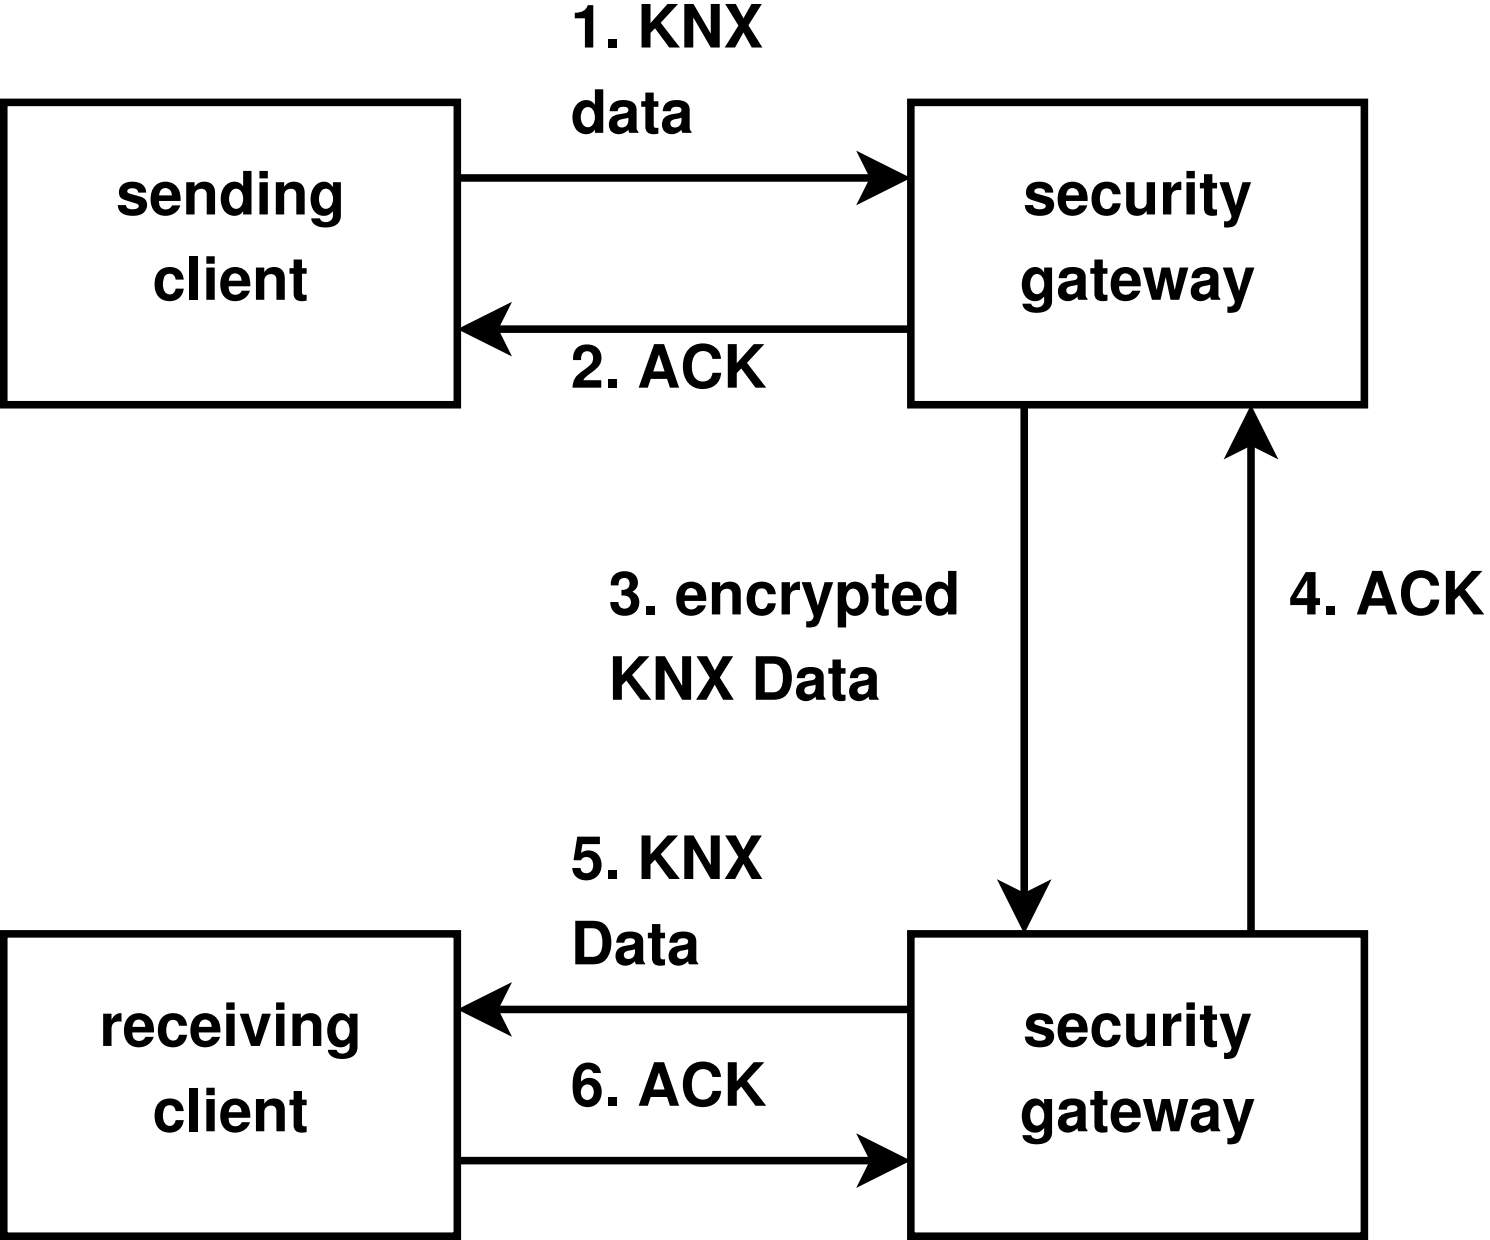 1. KNX
data
sending
client
security
gateway
2. ACK
3. encrypted
KNX Data
4. ACK
5. KNX
Data
receiving
client
6. ACK
security
gateway